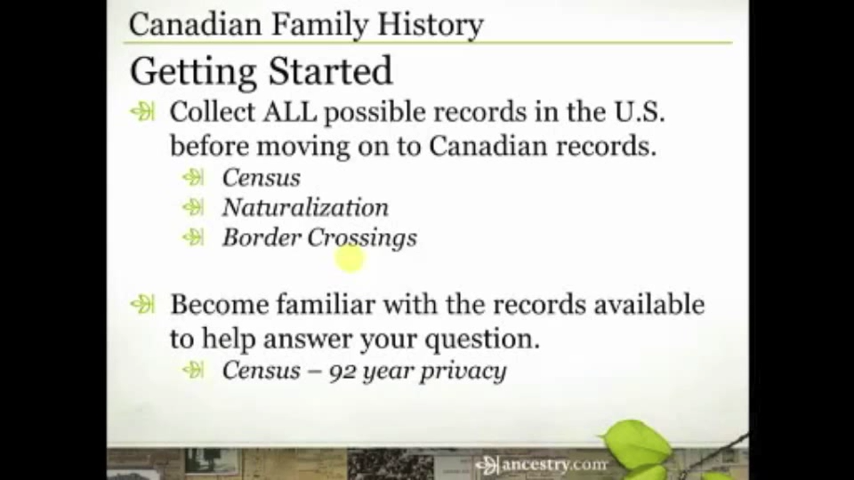 Canadian Family History
Getting Started
Collect ALL possible records in the U.S.
before moving on to Canadian records.
Census
Naturalization
Border Crossings
Become familiar with the records available
to help answer your question.
Census – 92 year privacy
ancestry.com